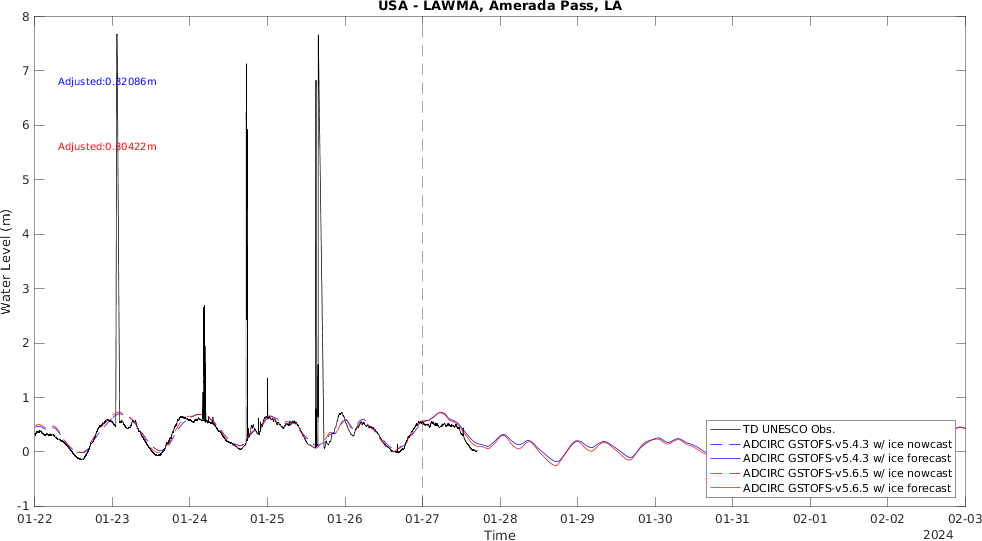 USA - LAWMA, Amerada Pass, LA
8
7
6
5
4
3
2
1
0
-1
Water Level (m)
Adjusted:0.32086m
Adjusted:0.30422m
TD UNESCO Obs.
ADCIRC GSTOFS-v5.4.3 w/ ice nowcast
ADCIRC GSTOFS-v5.4.3 w/ ice forecast
ADCIRC GSTOFS-v5.6.5 w/ ice nowcast
ADCIRC GSTOFS-v5.6.5 w/ ice forecast
01-22 01-23 01-24 01-25 01-26 01-27 01-28 01-29 01-30 01-31 02-01 02-02 02-03
Time
2024